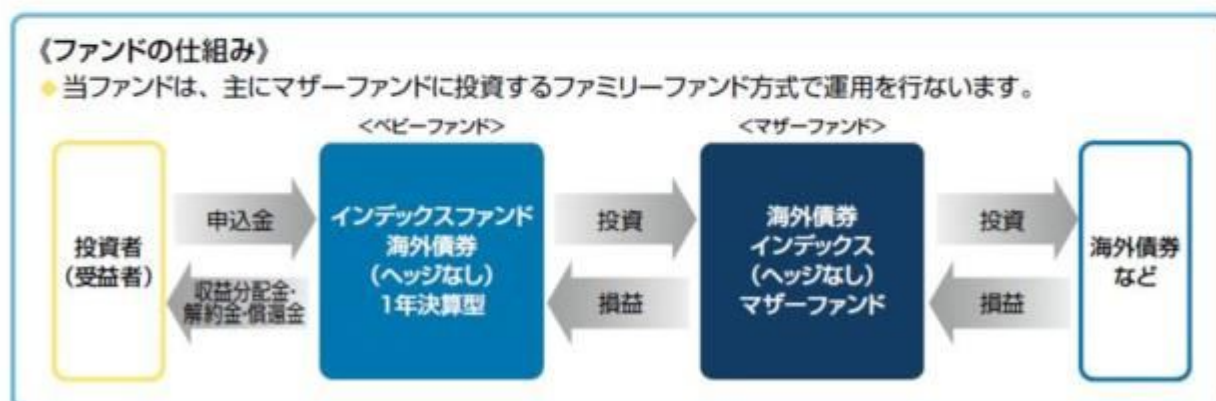 《ファンドの仕組み》
◆当ファンドは、主にマザーファンドに投資するファミリーファンド方式で運用を行ないます。
<ベビーファンド>
<マザーファンド>
投資者
(受益者)
申込金
収益分配金・
解約金・償還金
インデックスファンド
海外債券
(ヘッジなし)
1年決算型
投資
損益
海外債券
インデックス
(ヘッジなし)
マザーファンド
投資
損益
海外債券
など